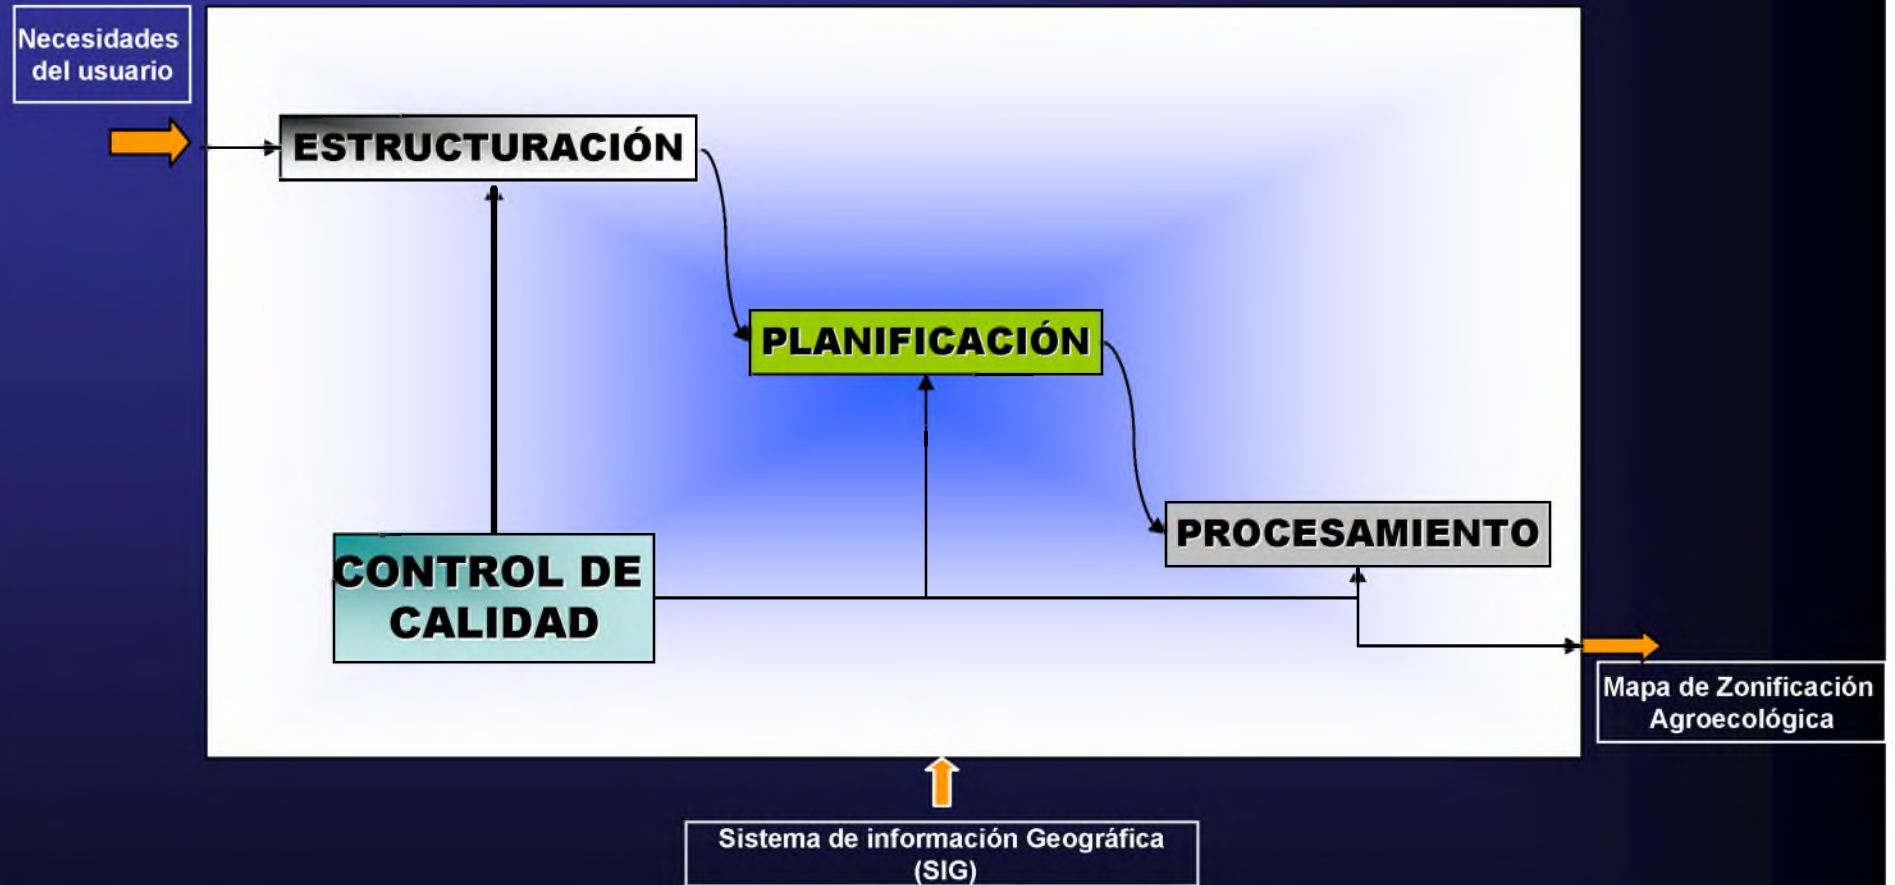 Necesidades
del usuario
ESTRUCTURACIÓN
PLANIFICACIÓN
PROCESAMIENTO
CONTROL DE
CALIDAD
Mapa de Zonificación
Agroecológica
Sistema de información Geográfica
(SIG)